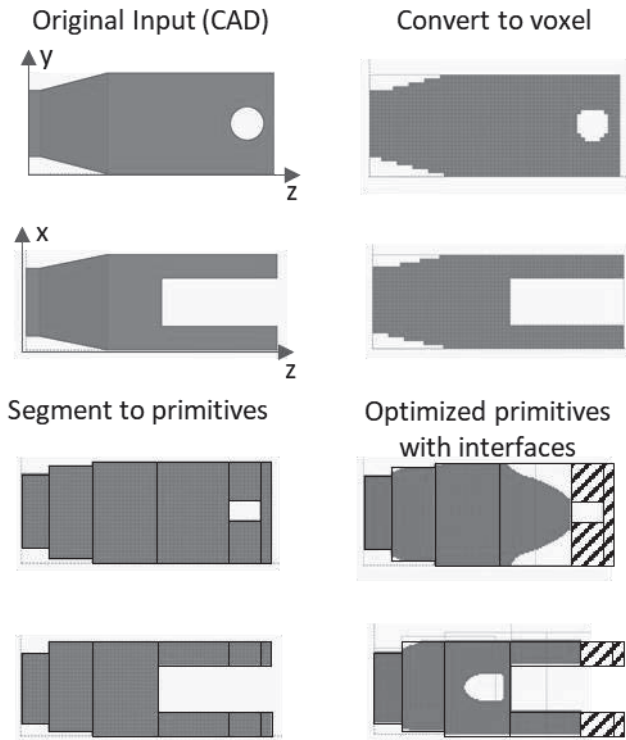 Original Input (CAD)
Convert to voxel
y
z
x
z
Segment to primitives
Optimized primitives
with interfaces